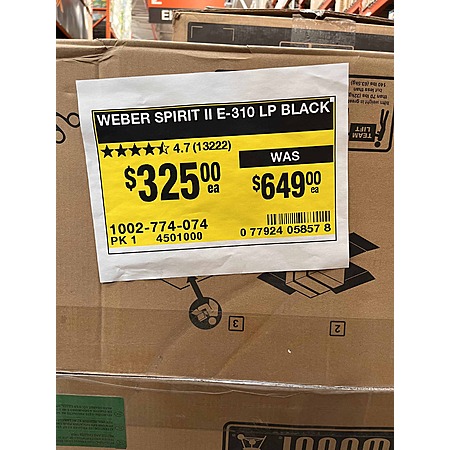 WEBER SPIRIT II E-310 LP BLACK
4.7 (13222)
WAS
$325 00 ea
$649 00 ea
1002-774-074
PK 1 4501000
0 77924 05857 8
TEAM LIFT
3
2